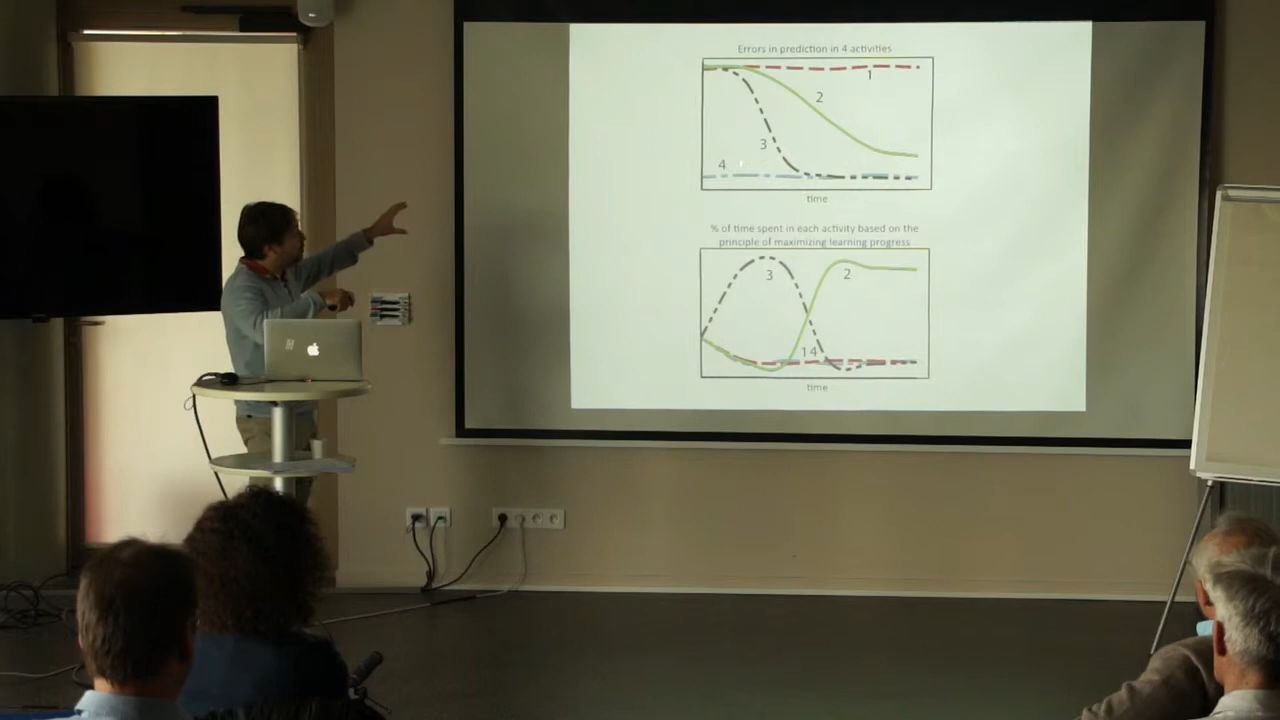 Errors in prediction in 4 activities
1
2
3
4
time
% of time spent in each activity based on the
principle of maximizing learning progress
3
2
14
time